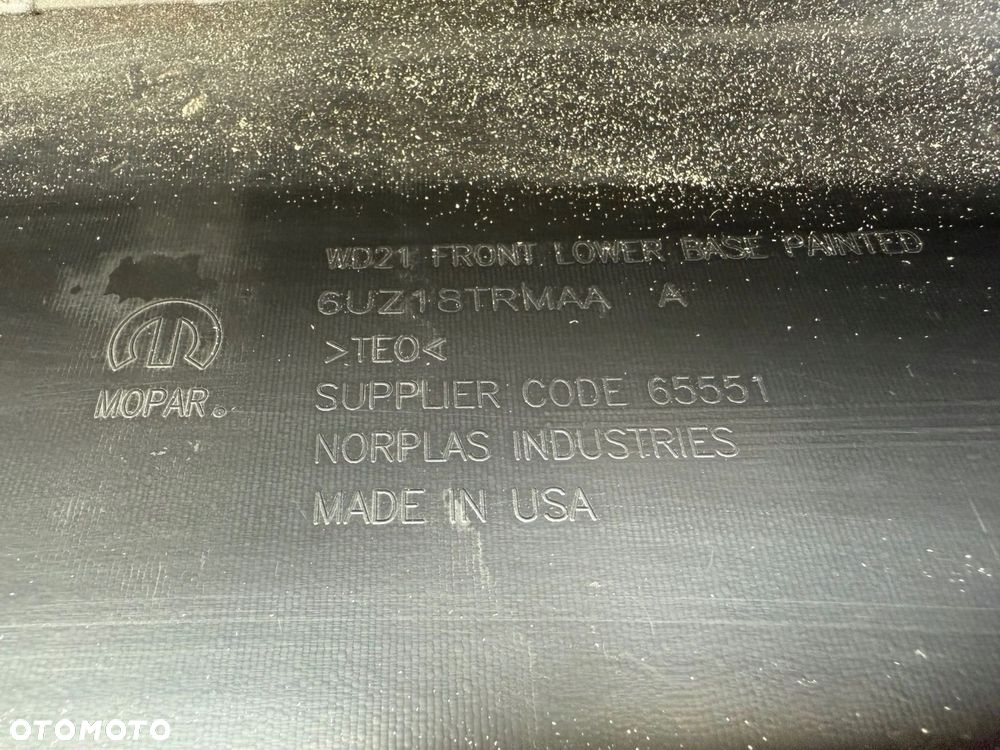 WD21 FRONT LOWER BASE PAINTED
6UZ18TRMAA A
>TEO<
SUPPLIER CODE 65551
NORPLAS INDUSTRIES
MADE IN USA
MOPAR®
OTOMOTO